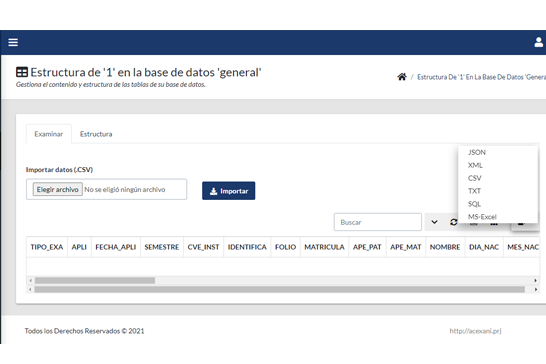 Estructura de '1' en la base de datos 'general'
Gestiona el contenido y estructura de las tablas de su base de datos.
/ Estructura De '1' En La Base De Datos 'Genera
Examinar Estructura
JSON
XML
CSV
TXT
SQL
MS-Excel
Importar datos (.CSV)
Elegir archivo No se eligió ningún archivo Importar
Buscar
TIPO_EXA APLI FECHA_APLI SEMESTRE CVE_INST IDENTIFICA FOLIO MATRICULA APE_PAT APE_MAT NOMBRE DIA_NAC MES_NAC
Todos los Derechos Reservados © 2021 http://acexani.prj